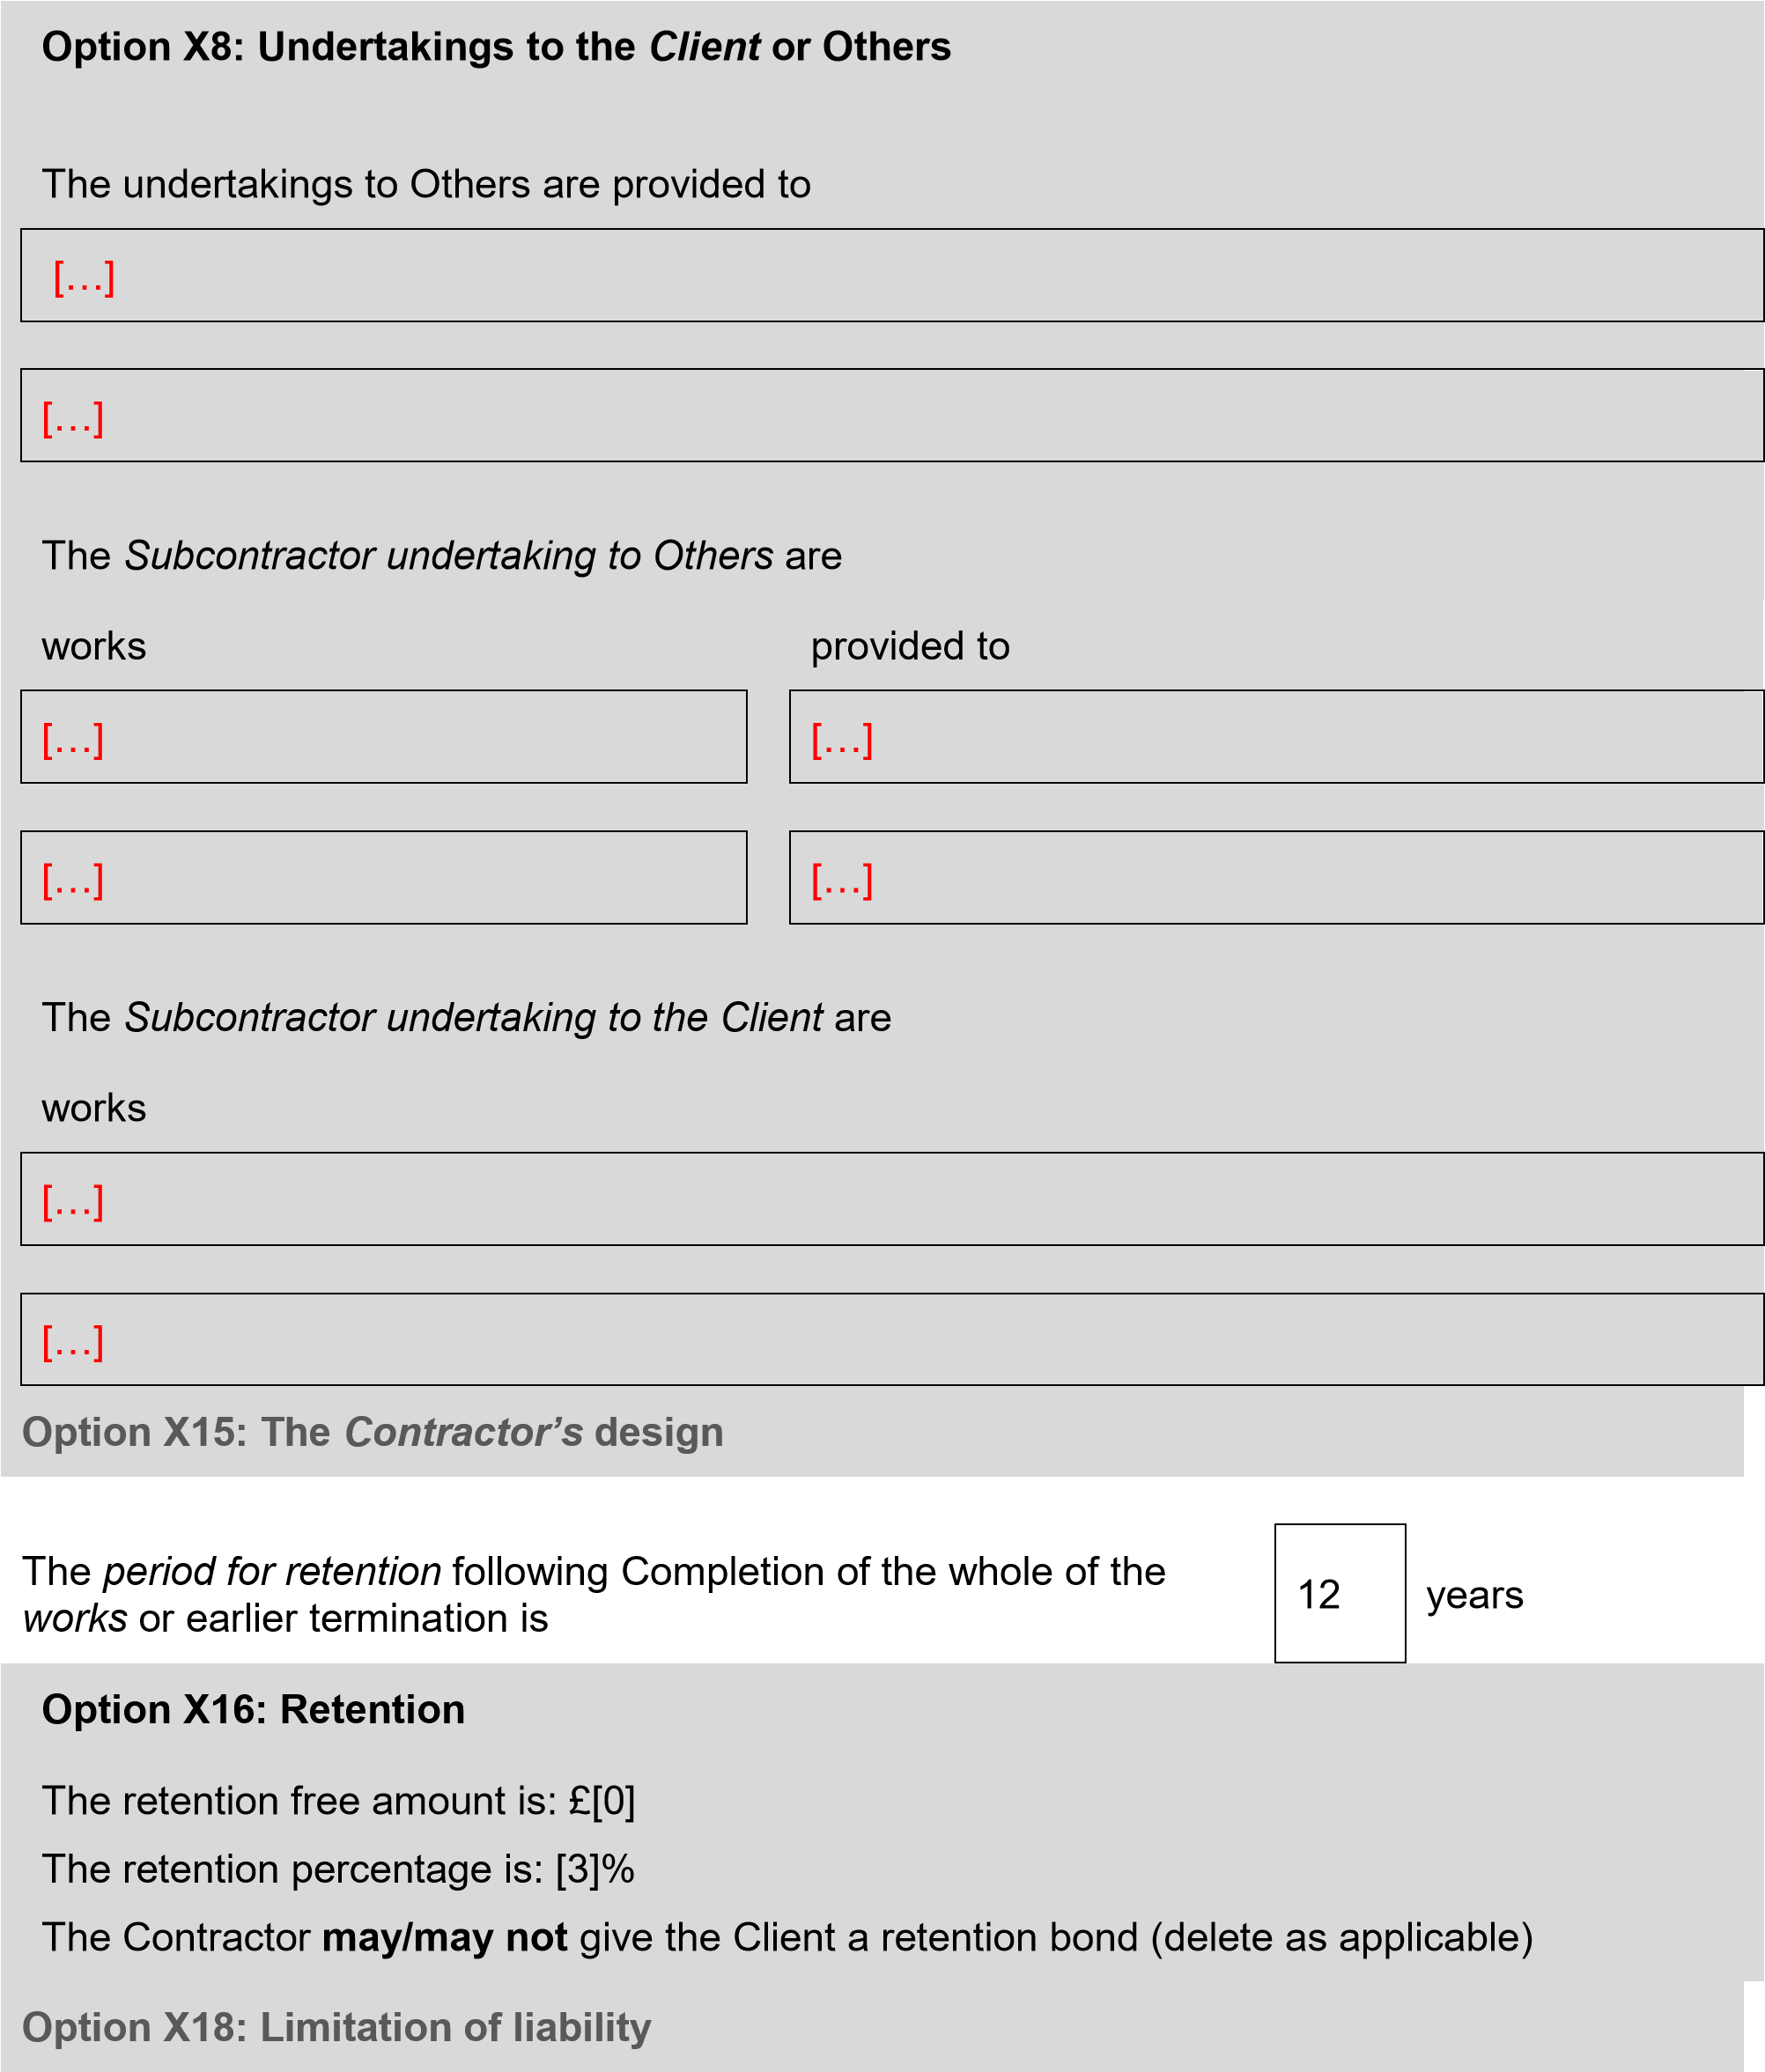 Option X8: Undertakings to the Client or Others
The undertakings to Others are provided to
[…]
[…]
The Subcontractor undertaking to Others are
works provided to
[…] […]
[…] […]
The Subcontractor undertaking to the Client are
works
[…]
[…]
Option X15: The Contractor’s design
The period for retention following Completion of the whole of the
works or earlier termination is
12 years
Option X16: Retention
The retention free amount is: £[0]
The retention percentage is: [3]%
The Contractor may/may not give the Client a retention bond (delete as applicable)
Option X18: Limitation of liability